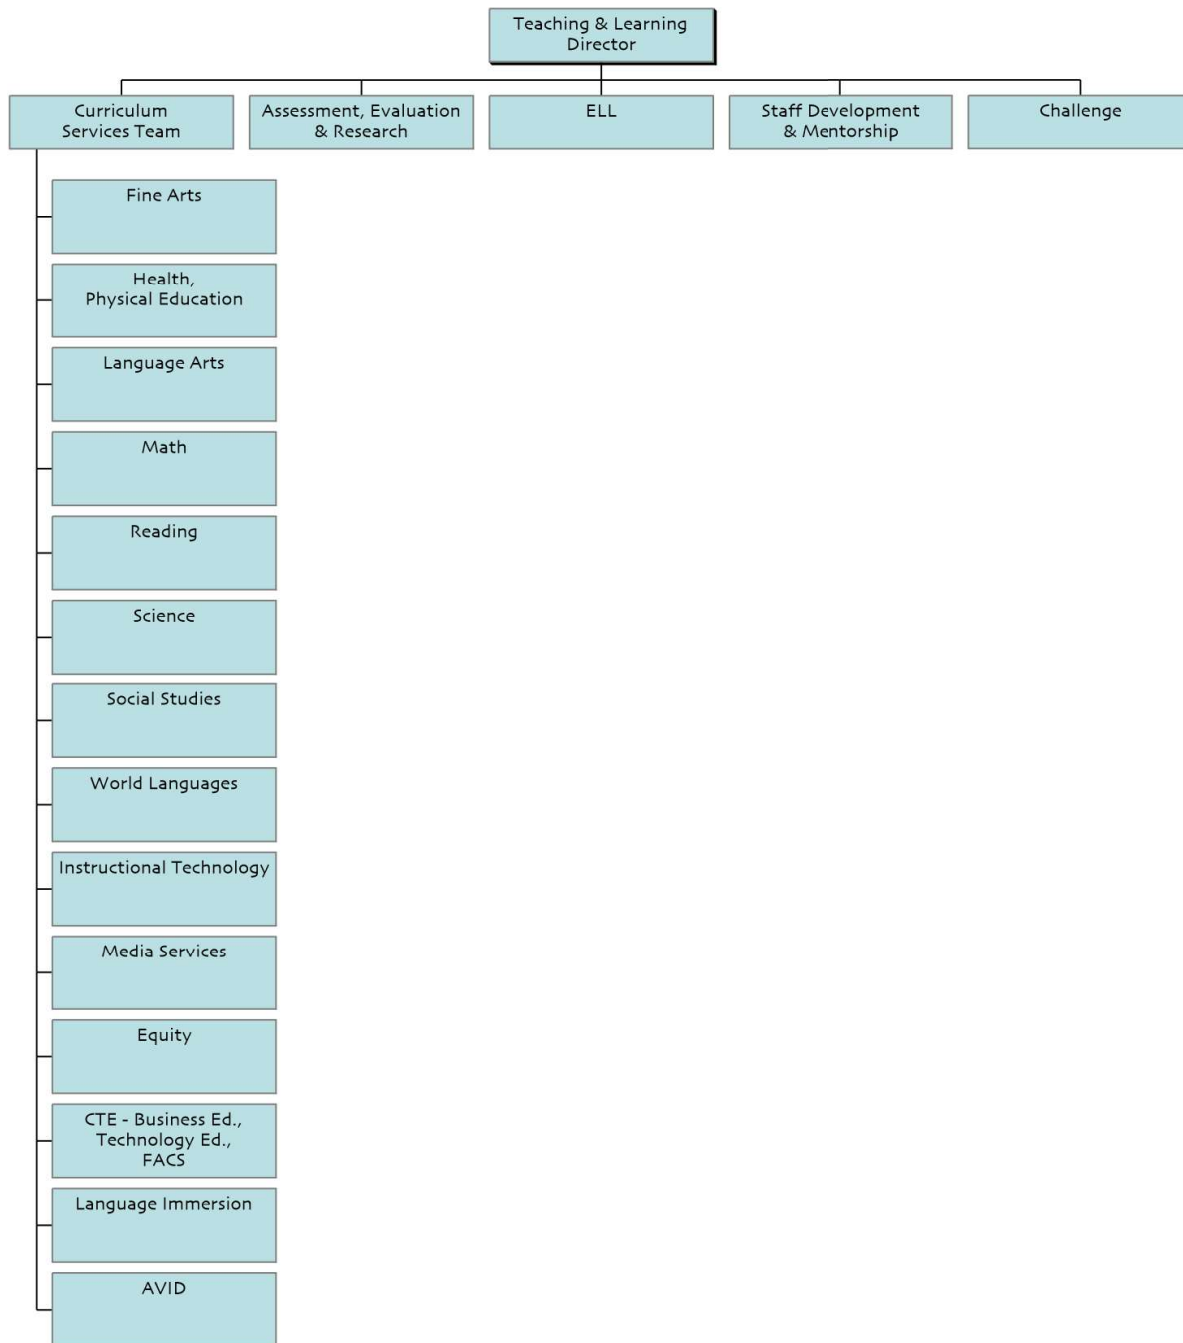 Teaching & Learning
Director
Curriculum
Services Team
Assessment, Evaluation
& Research
ELL
Staff Development
& Mentorship
Challenge
Fine Arts
Health,
Physical Education
Language Arts
Math
Reading
Science
Social Studies
World Languages
Instructional Technology
Media Services
Equity
CTE - Business Ed.,
Technology Ed.,
FACS
Language Immersion
AVID